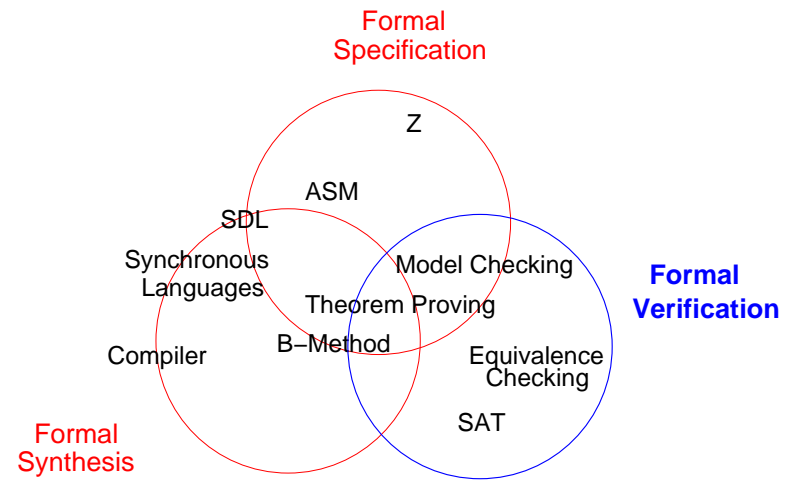 Formal
Specification
Z
ASM
SDL
Synchronous
Languages
Model Checking
Formal
Verification
Theorem Proving
B−Method
Compiler
Equivalence
Checking
SAT
Formal
Synthesis